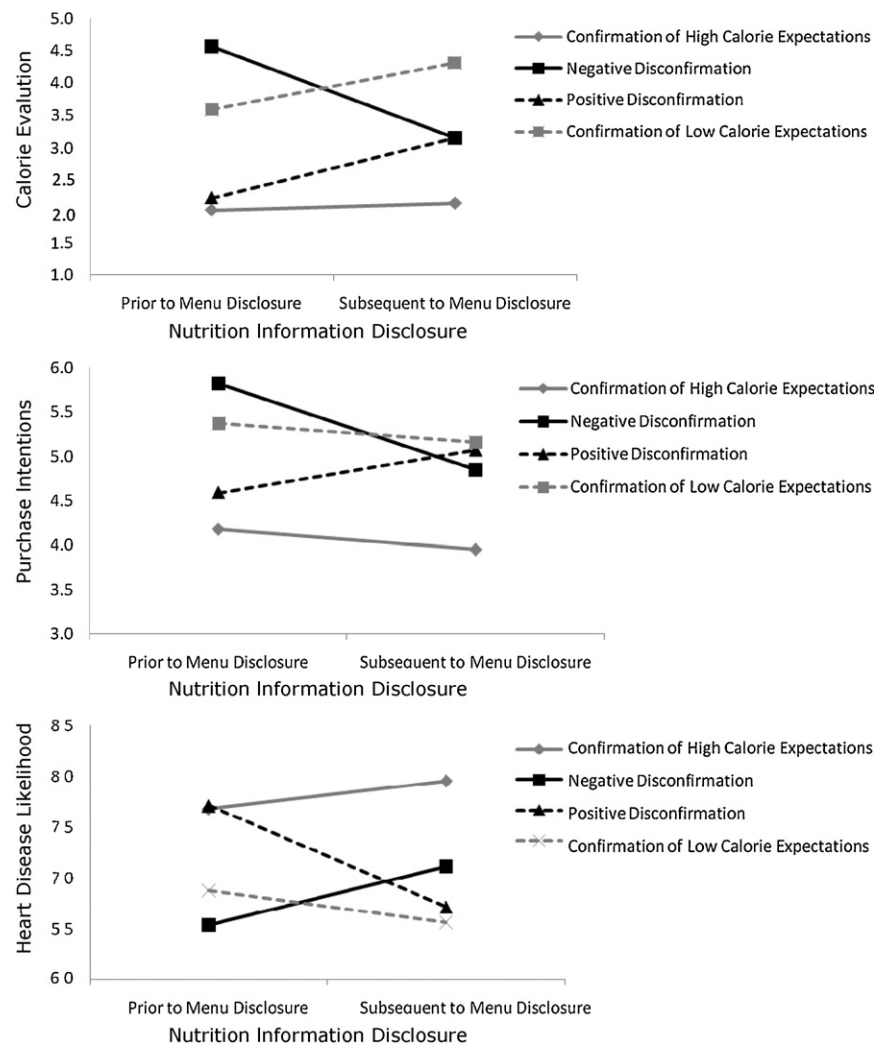 5.0
4.5
4.0
3.5
3.0
2.5
2.0
1.5
1.0
Calorie Evalution
Prior to Menu Disclosure
Subsequent to Menu Disclosure
Nutrition Information Disclosure
Confirmation of High Calorie Expectations
Negative Disconfirmation
Positive Disconfirmation
Confirmation of Low Calorie Expectations
6.0
5.5
5.0
4.5
4.0
3.5
3.0
Purchase Intentions
Prior to Menu Disclosure
Subsequent to Menu Disclosure
Nutrition Information Disclosure
Confirmation of High Calorie Expectations
Negative Disconfirmation
Positive Disconfirmation
Confirmation of Low Calorie Expectations
8 5
8 0
7 5
7 0
5 5
6 0
Heart Disease Likelihood
Prior to Menu Disclosure
Subsequent to Menu Disclosure
Nutrition Information Disclosure
Confirmation of High Calorie Expectations
Negative Disconfirmation
Positive Disconfirmation
Confirmation of Low Calorie Expectations